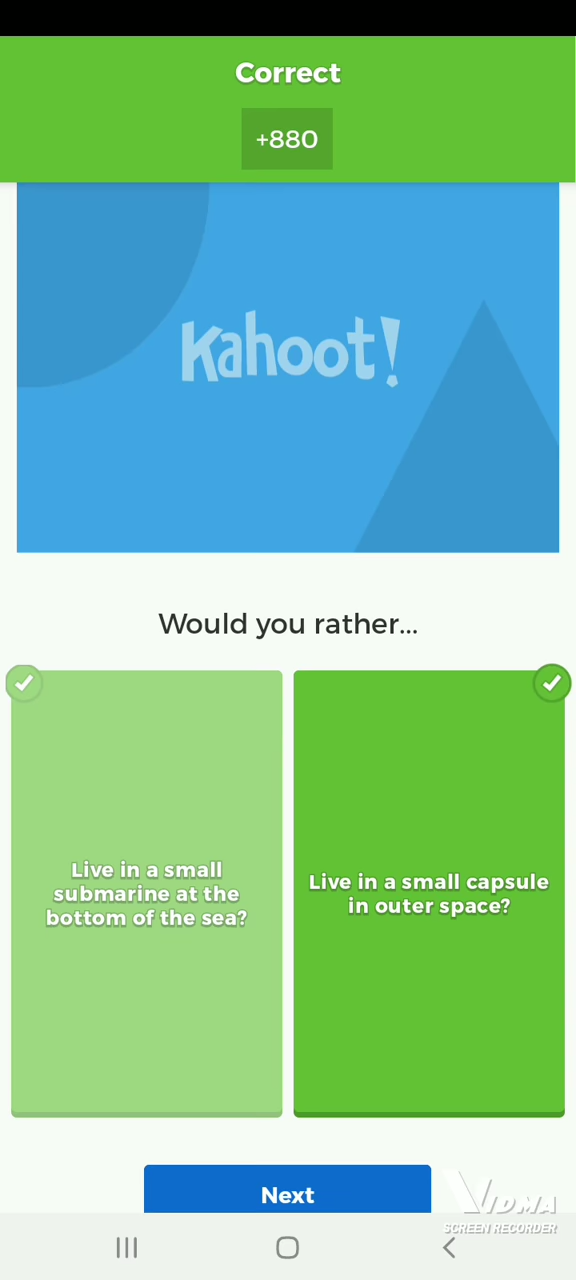 Correct
+880
Kahoot!
Would you rather...
Live in a small
submarine at the
bottom of the sea?
Live in a small capsule
in outer space?
Next
VIDMA
SCREEN RECORDER